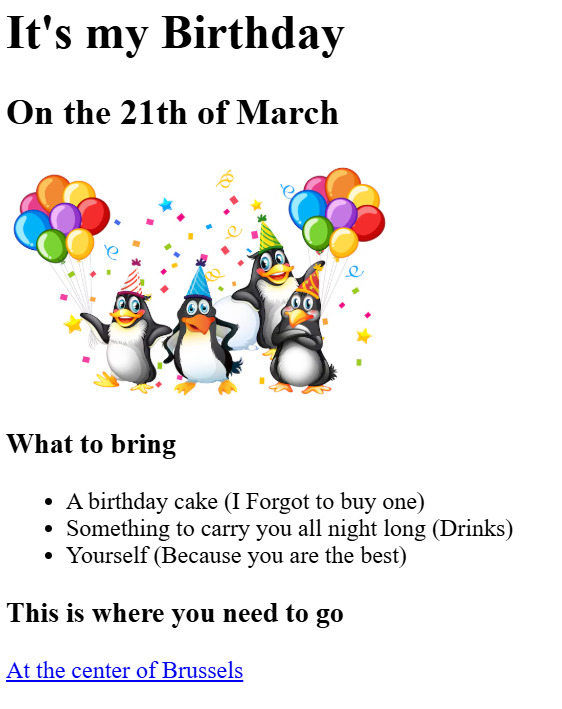 It's my Birthday
On the 21th of March
What to bring
A birthday cake (I Forgot to buy one)
Something to carry you all night long (Drinks)
Yourself (Because you are the best)
This is where you need to go
At the center of Brussels